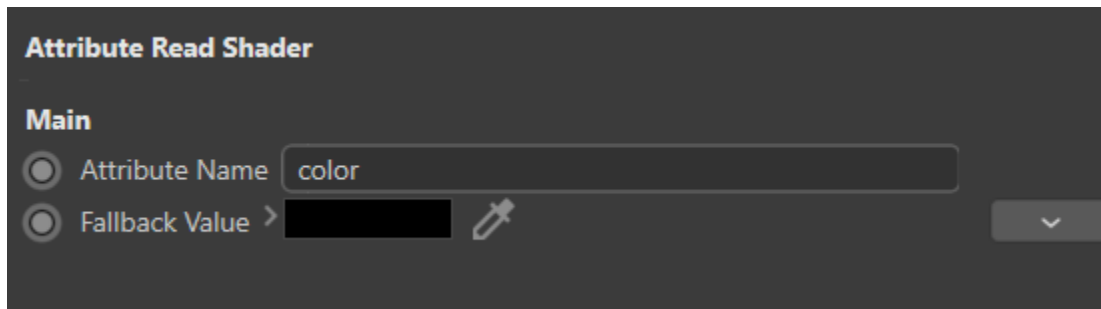 Attribute Read Shader
Main
Attribute Name color
Fallback Value